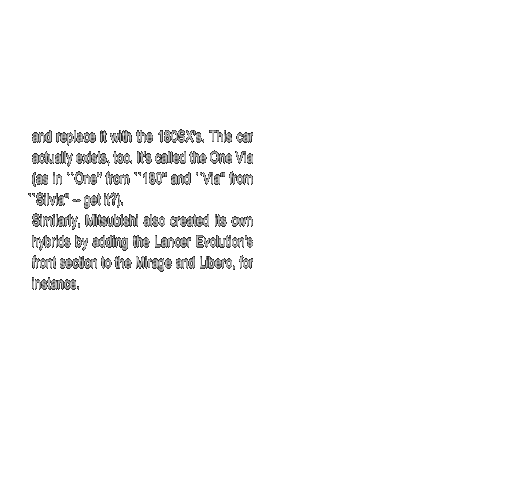 and replace it with the 180SX's. This car
actually exists, too. It's called the One Via
(as in ``One" from ``180" and ``Via" from
``Silvia" -- get it?).
Similarly, Mitsubishi also created its own
hybrids by adding the Lancer Evolution's
front section to the Mirage and Libero, for
instance.